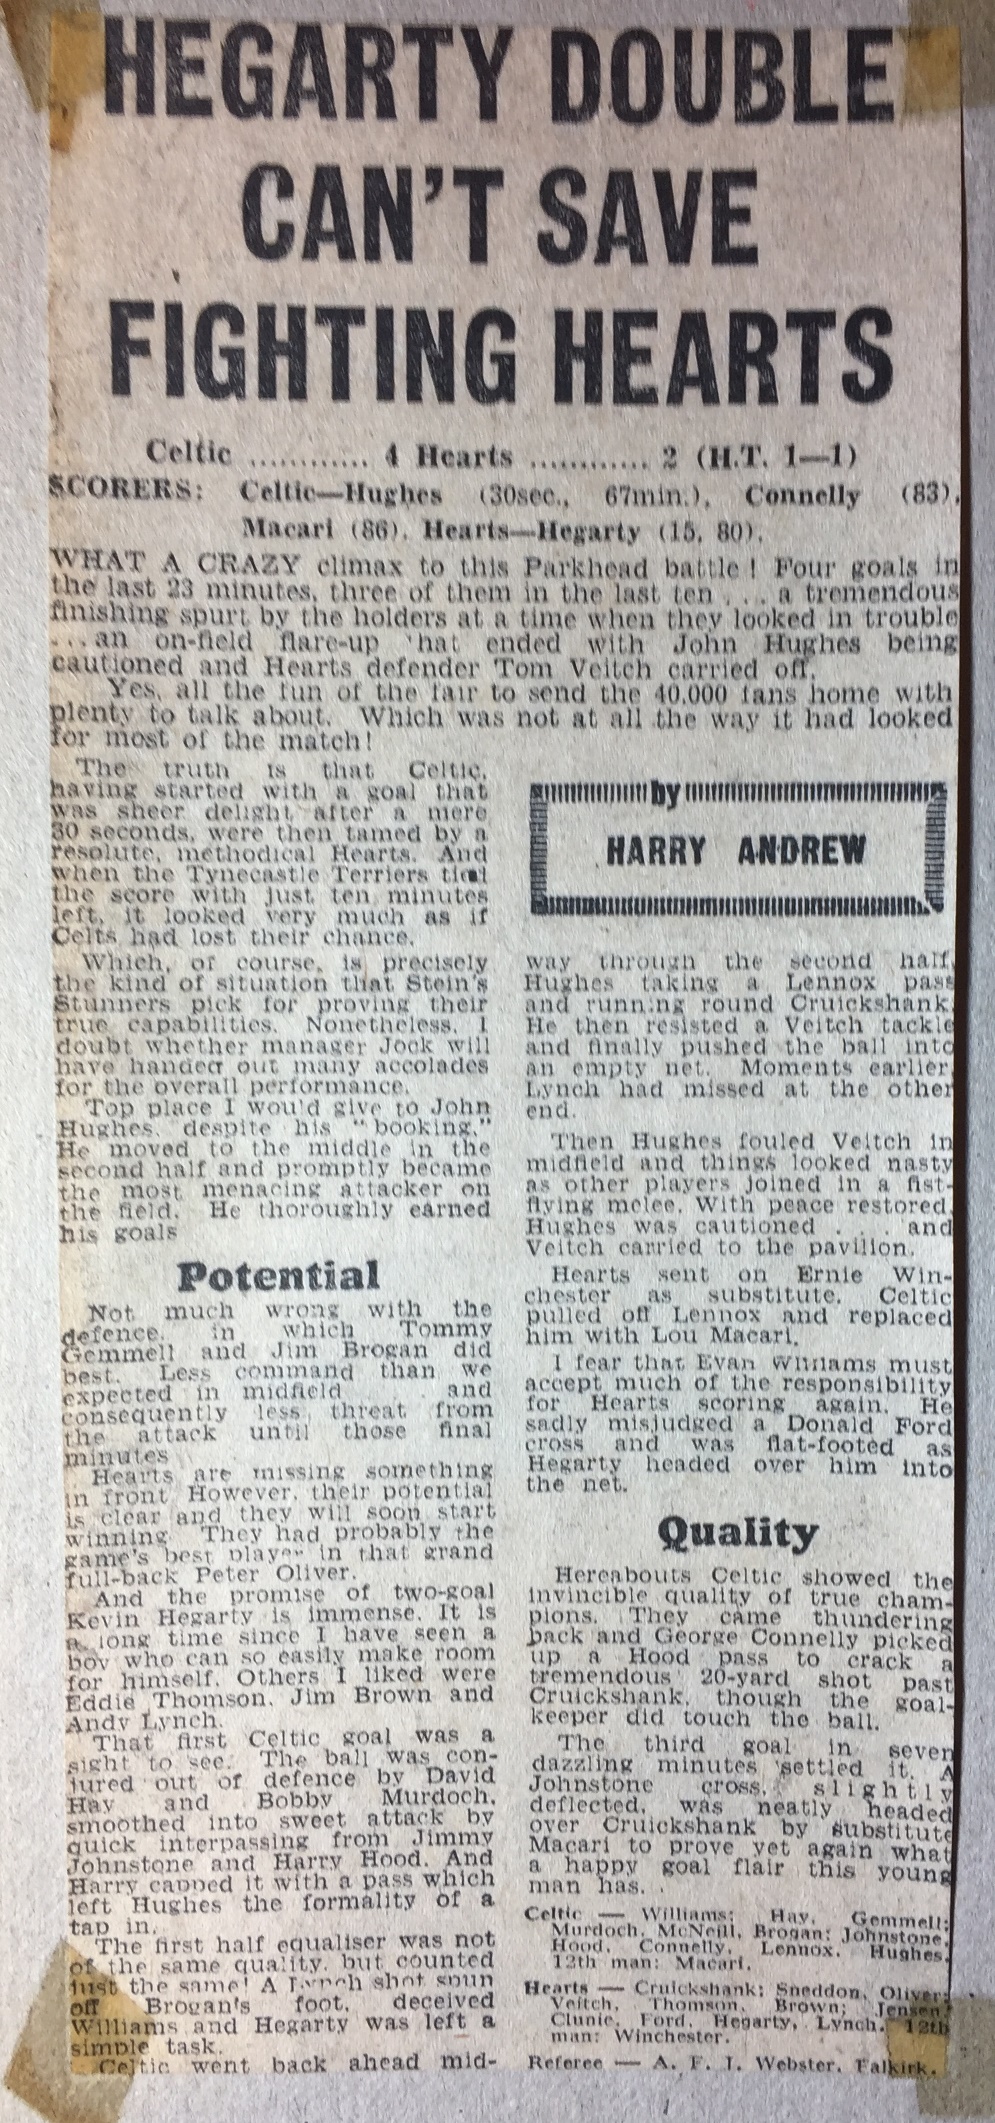 HEGARTY DOUBLE
CAN'T SAVE
FIGHTING HEARTS
Celtic ............ 4 Hearts ............ 2 (H.T. 1—1)
SCORERS: Celtic—Hughes (30sec., 67min.), Connelly (83),
Macari (86). Hearts—Hegarty (15, 80).
WHAT A CRAZY climax to this Parkhead battle! Four goals in
the last 23 minutes, three of them in the last ten . . . a tremendous
finishing spurt by the holders at a time when they looked in trouble
. . . an on-field flare-up 'hat ended with John Hughes being
cautioned and Hearts defender Tom Veitch carried off.
Yes, all the fun of the fair to send the 40,000 fans home with
plenty to talk about. Which was not at all the way it had looked
for most of the match!
The truth is that Celtic,
having started with a goal that
was sheer delight after a mere
30 seconds, were then tamed by a
resolute, methodical Hearts. And
when the Tynecastle Terriers tied
the score with just ten minutes
left, it looked very much as if
Celts had lost their chance.
Which, of course, is precisely
the kind of situation that Stein's
Stunners pick for proving their
true capabilities. Nonetheless, I
doubt whether manager Jock will
have handed out many accolades
for the overall performance.
Top place I wou'd give to John
Hughes, despite his "booking."
He moved to the middle in the
second half and promptly became
the most menacing attacker on
the field. He thoroughly earned
his goals
Potential
Not much wrong with the
defence, in which Tommy
Gemmell and Jim Brogan did
best. Less command than we
expected in midfield . . and
consequently less threat from
the attack until those final
minutes
Hearts are missing something
in front However, their potential
is clear and they will soon start
winning They had probably the
game's best player in that grand
full-back Peter Oliver.
And the promise of two-goal
Kevin Hegarty is immense. It is
a long time since I have seen a
boy who can so easily make room
for himself. Others I liked were
Eddie Thomson, Jim Brown and
Andy Lynch.
That first Celtic goal was a
sight to see. The ball was con-
jured out of defence by David
Hay and Bobby Murdoch,
smoothed into sweet attack by
quick interpassing from Jimmy
Johnstone and Harry Hood. And
Harry capped it with a pass which
left Hughes the formality of a
tap in.
The first half equaliser was not
of the same quality, but counted
just the same! A Lynch shot spun
off Brogan's foot, deceived
Williams and Hegarty was left a
simple task.
Celtic went back ahead mid-
by
HARRY ANDREW
way through the second half,
Hughes taking a Lennox pass
and running round Cruickshank.
He then resisted a Veitch tackle
and finally pushed the ball into
an empty net. Moments earlier,
Lynch had missed at the other
end.
Then Hughes fouled Veitch in
midfield and things looked nasty
as other players joined in a fist-
flying melee. With peace restored,
Hughes was cautioned . . . and
Veitch carried to the pavilion.
Hearts sent on Ernie Win-
chester as substitute. Celtic
pulled off Lennox and replaced
him with Lou Macari.
I fear that Evan Williams must
accept much of the responsibility
for Hearts scoring again. He
sadly misjudged a Donald Ford
cross and was flat-footed as
Hegarty headed over him into
the net.
Quality
Hereabouts Celtic showed the
invincible quality of true cham-
pions. They came thundering
back and George Connelly picked
up a Hood pass to crack a
tremendous 20-yard shot past
Cruickshank, though the goal-
keeper did touch the ball.
The third goal in seven
dazzling minutes settled it. A
Johnstone cross, slightly
deflected, was neatly headed
over Cruickshank by substitute
Macari to prove yet again what
a happy goal flair this young
man has. .
Celtic — Williams; Hay, Gemmell;
Murdoch, McNeill, Brogan; Johnstone,
Hood, Connelly, Lennox, Hughes.
12th man: Macari.
Hearts — Cruickshank; Sneddon, Oliver;
Veitch, Thomson, Brown; Jensen,
Clunie, Ford, Hegarty, Lynch. 12th
man: Winchester.
Referee — A. F. J. Webster, Falkirk.